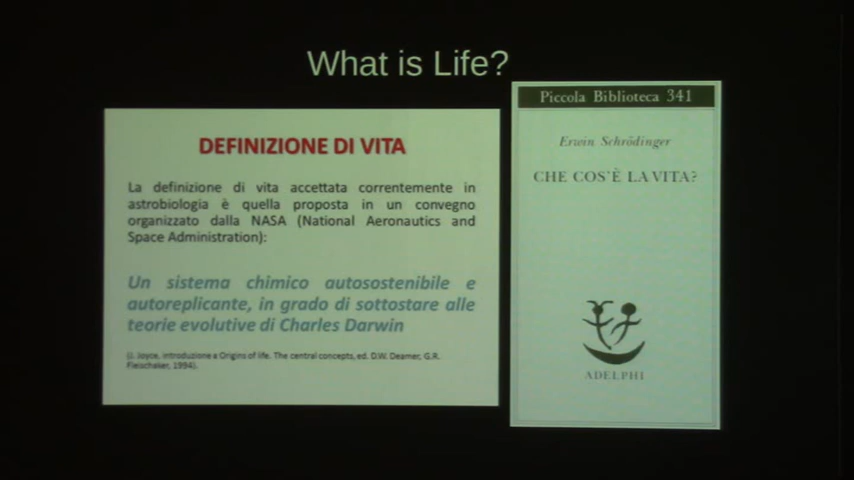 What is Life?
DEFINIZIONE DI VITA
La definizione di vita accettata correntemente in
astrobiologia è quella proposta in un convegno
organizzato dalla NASA (National Aeronautics and
Space Administration):
Un sistema chimico autosostenibile e
autoreplicante, in grado di sottostare alle
teorie evolutive di Charles Darwin
(J. Joyce, introduzione a Origins of life. The central concepts, ed. D.W. Deamer, G.R.
Fleischaker, 1994).
Piccola Biblioteca 341
Erwin Schrödinger
CHE COS'È LA VITA?
ADELPHI